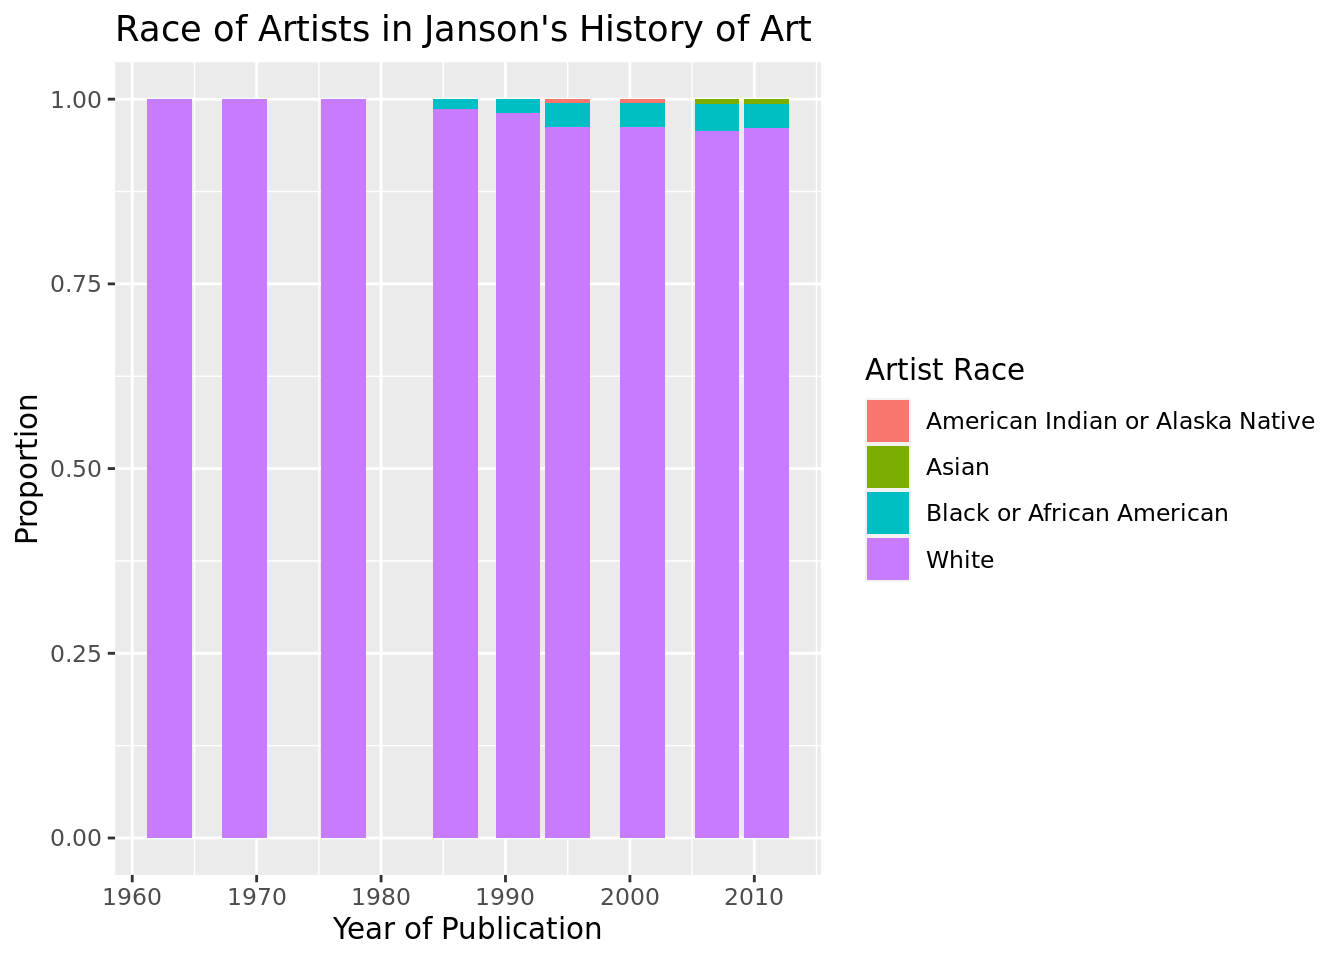 Race of Artists in Janson's History of Art
1.00
0.75
0.50
0.25
0.00
Proportion
1960 1970 1980 1990 2000 2010
Year of Publication
Artist Race
American Indian or Alaska Native
Asian
Black or African American
White